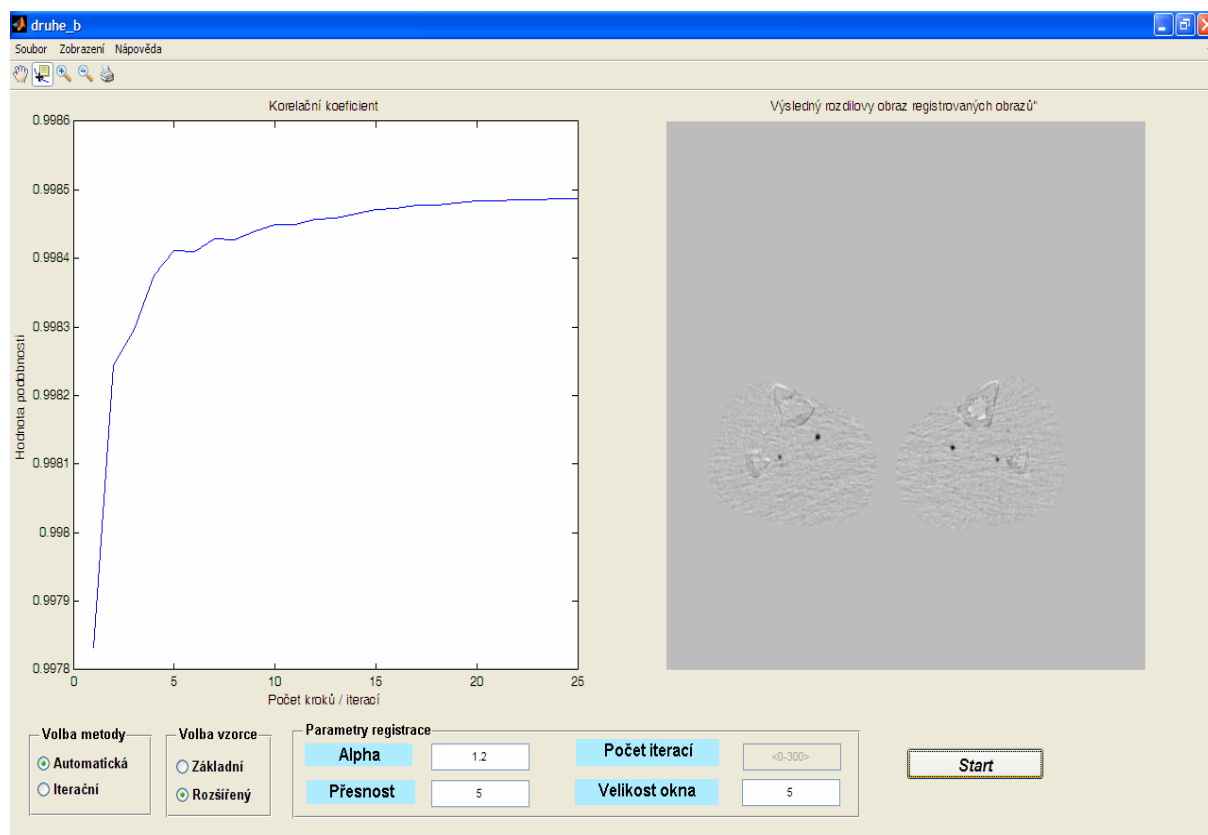 druhe_b
Soubor Zobrazení Nápověda
Korelační koeficient
0.9986
0.9985
0.9984
0.9983
0.9982
0.9981
0.998
0.9979
0.9978
Hodnota podobnosti
0 5 10 15 20 25
Počet kroků / iterací
Výsledný rozdilovy obraz registrovaných obrazů"
Volba metody
Automatická
Iterační
Volba vzorce
Základní
Rozšířený
Parametry registrace
Alpha 1.2 Počet iterací <0-300>
Přesnost 5 Velikost okna 5
Start